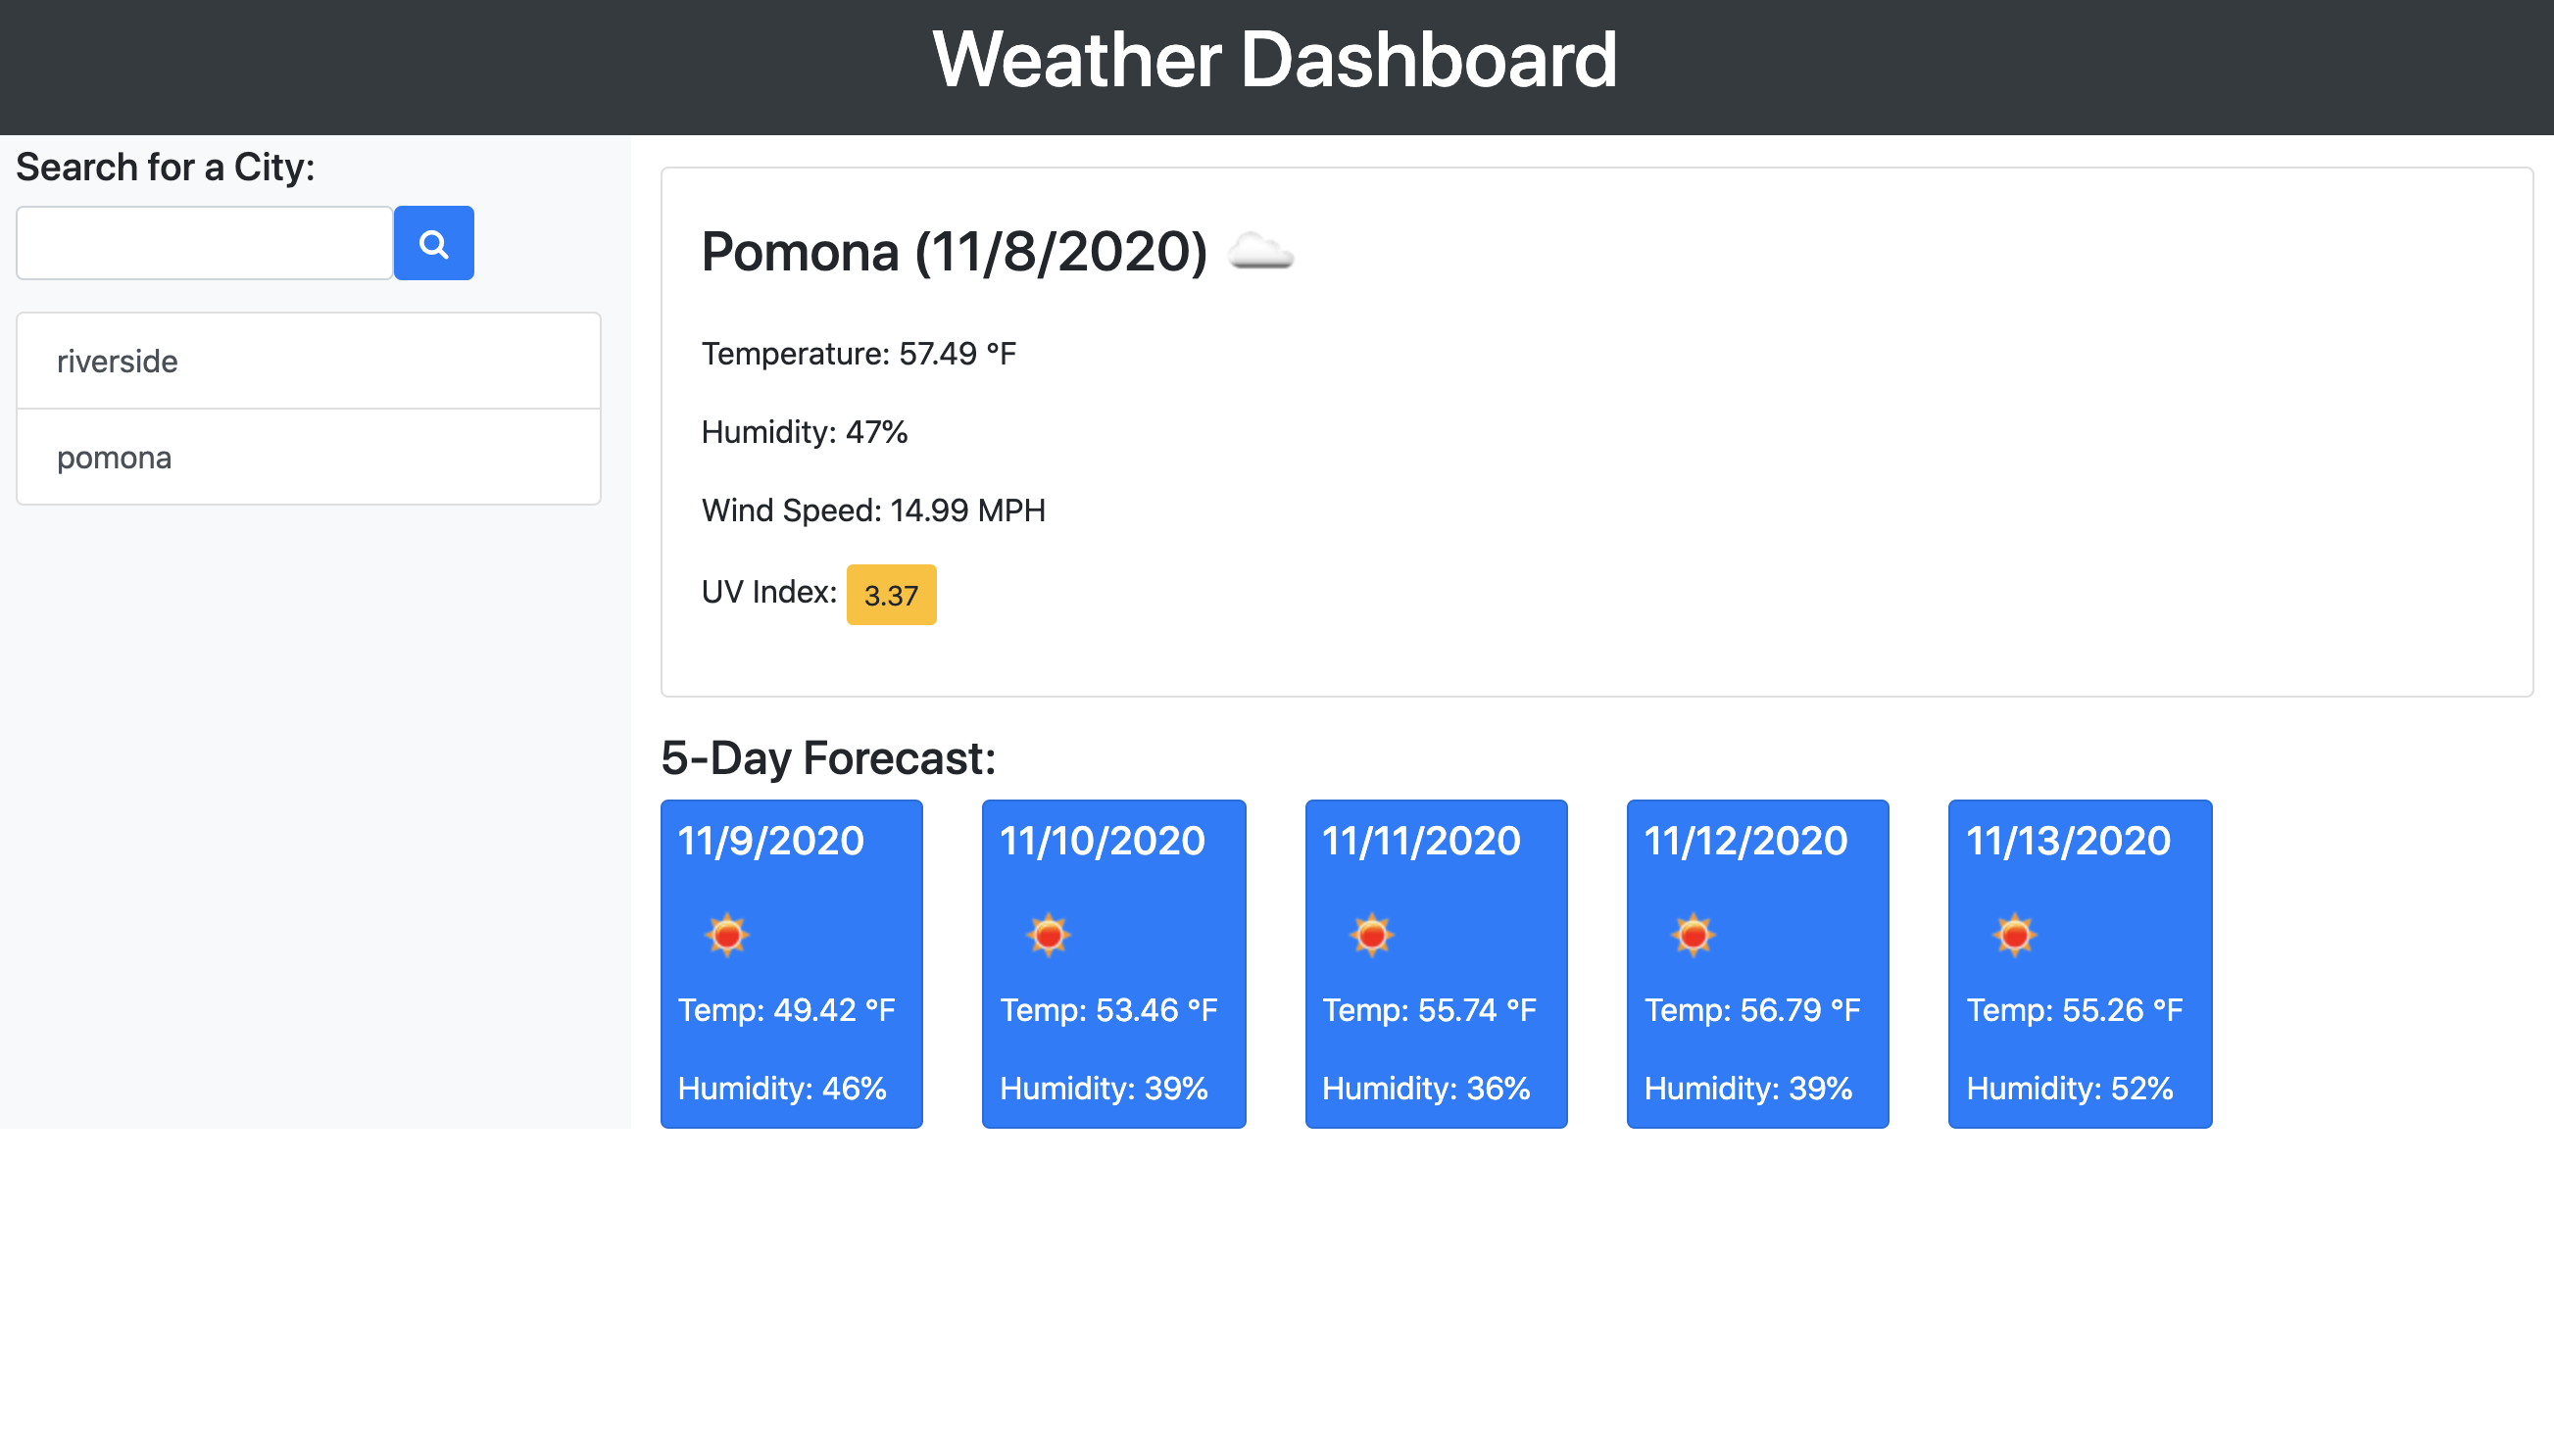 Weather Dashboard
Search for a City:
riverside
pomona
Pomona (11/8/2020)
Temperature: 57.49 °F
Humidity: 47%
Wind Speed: 14.99 MPH
UV Index: 3.37
5-Day Forecast:
11/9/2020
Temp: 49.42 °F
Humidity: 46%
11/10/2020
Temp: 53.46 °F
Humidity: 39%
11/11/2020
Temp: 55.74 °F
Humidity: 36%
11/12/2020
Temp: 56.79 °F
Humidity: 39%
11/13/2020
Temp: 55.26 °F
Humidity: 52%